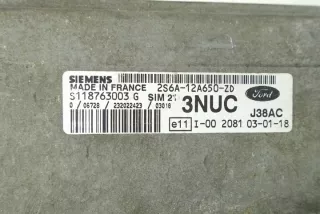 SIEMENS
MADE IN FRANCE 2S6A-12A650-ZD
S118763003 G SIM 21
0 / 06728 / 232022423 / 03018
3NUC
Ford
J38AC
e11 I-00 2081 03-01-18